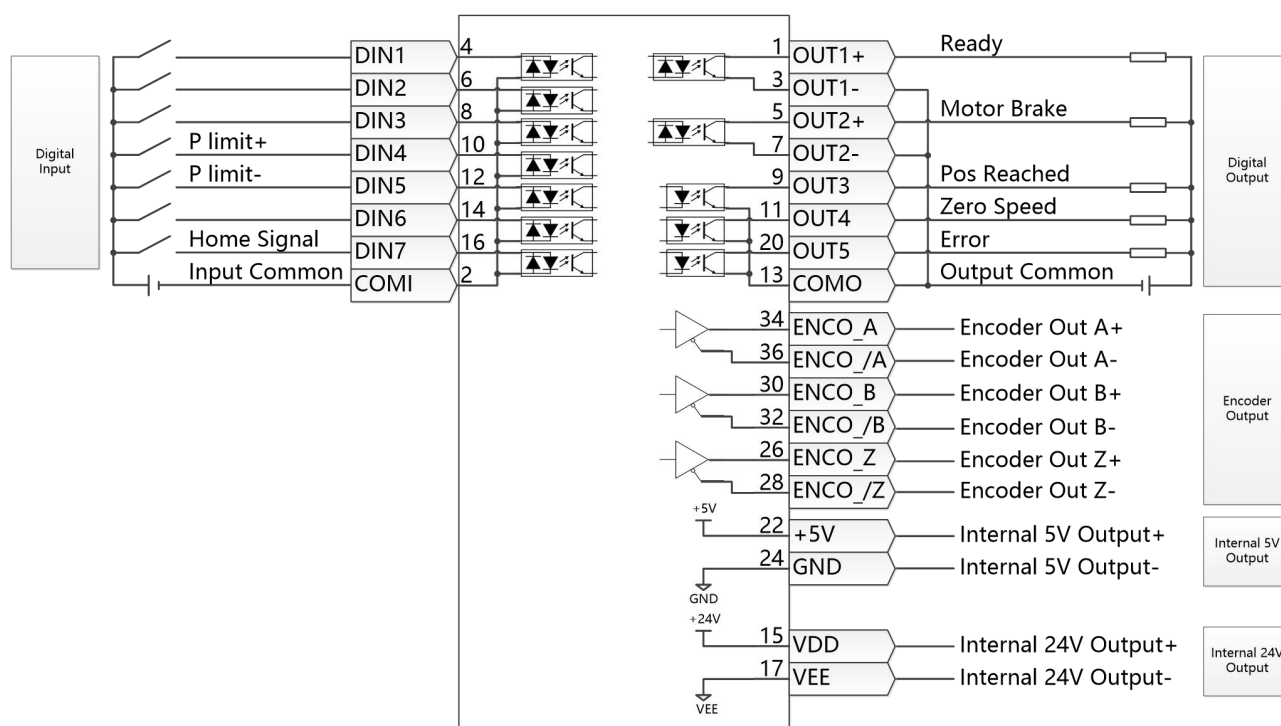 Digital
Input
DIN1
4
DIN2
6
DIN3
8
P limit+
DIN4
10
P limit-
DIN5
12
DIN6
14
Home Signal
DIN7
16
Input Common
COMI
2
1
OUT1+
Ready
3
OUT1-
5
OUT2+
Motor Brake
7
OUT2-
9
OUT3
Pos Reached
11
OUT4
Zero Speed
20
OUT5
Error
13
COMO
Output Common
Digital
Output
34
ENCO_A
Encoder Out A+
36
ENCO_/A
Encoder Out A-
30
ENCO_B
Encoder Out B+
32
ENCO_/B
Encoder Out B-
26
ENCO_Z
Encoder Out Z+
28
ENCO_/Z
Encoder Out Z-
Encoder
Output
+5V
22
+5V
Internal 5V Output+
24
GND
Internal 5V Output-
GND
Internal 5V
Output
+24V
15
VDD
Internal 24V Output+
17
VEE
Internal 24V Output-
VEE
Internal 24V
Output